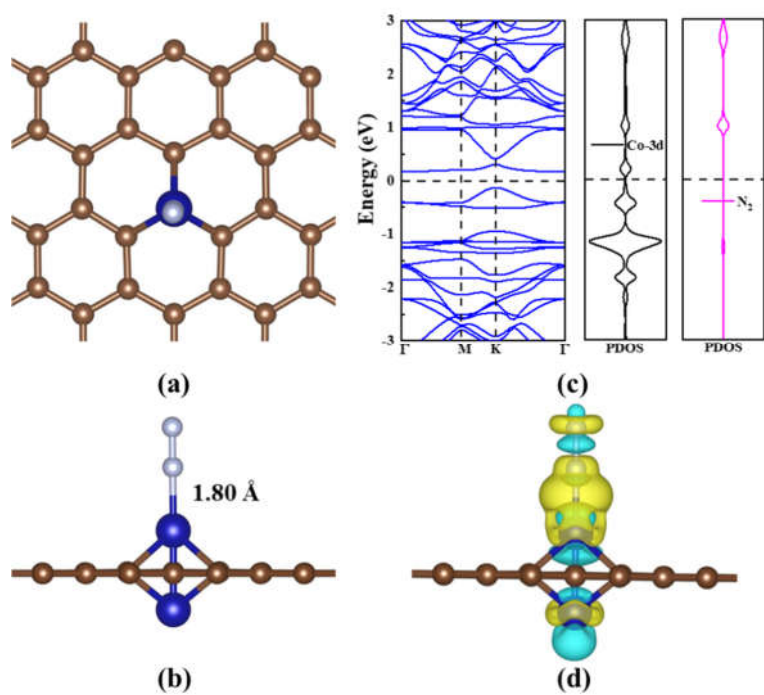 3
2
1
0
-1
-2
-3
Energy (eV)
Γ M K Γ
Co-3d
PDOS
N₂
PDOS
(a)
(c)
1.80 Å
(b)
(d)